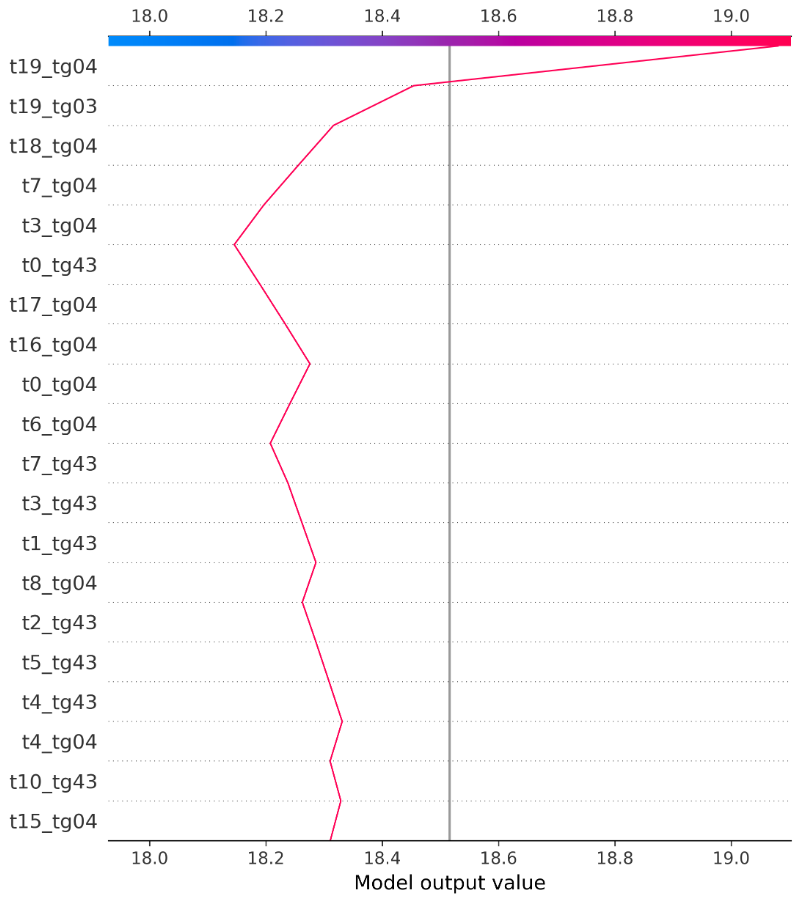 18.0 18.2 18.4 18.6 18.8 19.0
t19_tg04
t19_tg03
t18_tg04
t7_tg04
t3_tg04
t0_tg43
t17_tg04
t16_tg04
t0_tg04
t6_tg04
t7_tg43
t3_tg43
t1_tg43
t8_tg04
t2_tg43
t5_tg43
t4_tg43
t4_tg04
t10_tg43
t15_tg04
18.0 18.2 18.4 18.6 18.8 19.0
Model output value